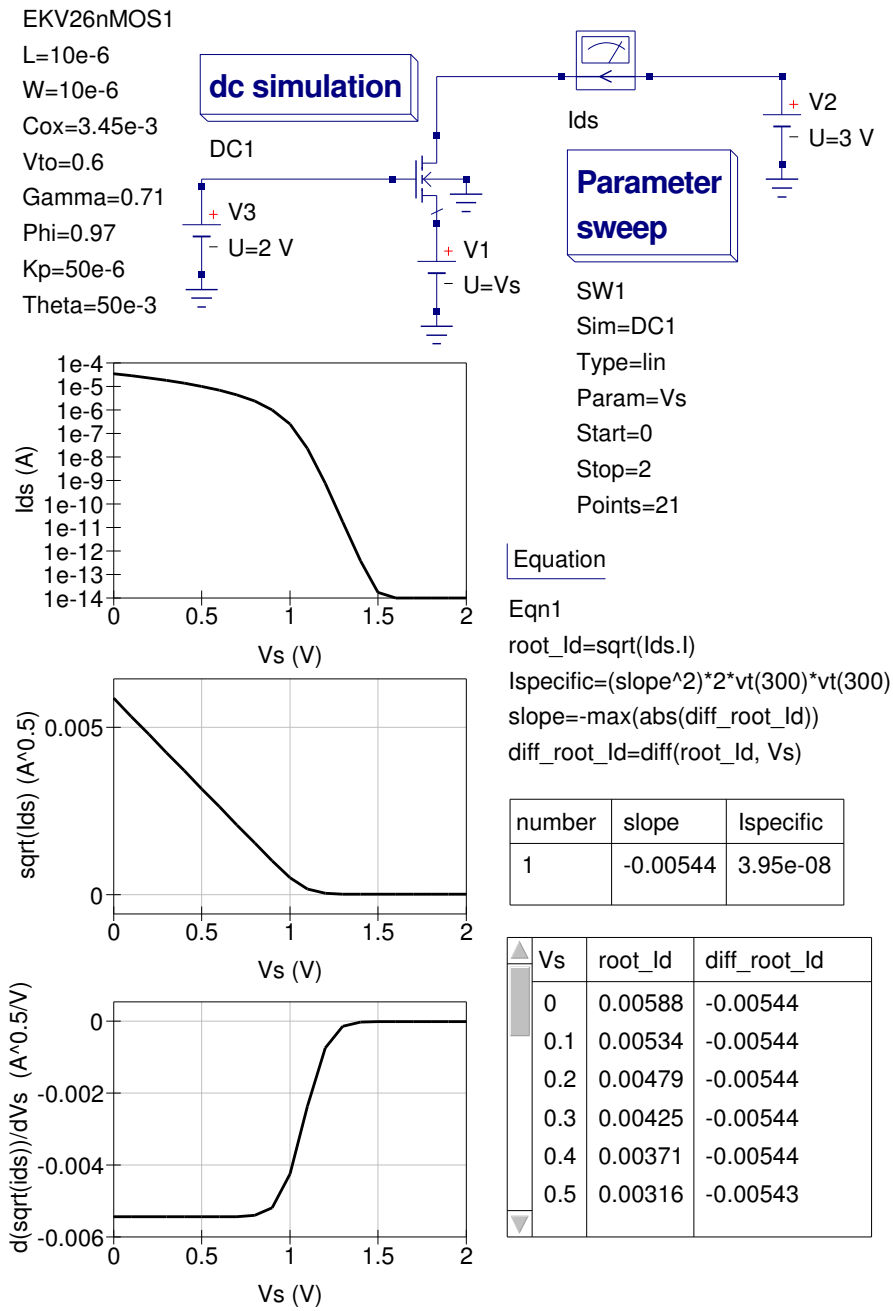 EKV26nMOS1
L=10e-6
W=10e-6
Cox=3.45e-3
Vto=0.6
Gamma=0.71
Phi=0.97
Kp=50e-6
Theta=50e-3
dc simulation
DC1
+ V3
- U=2 V
+ V1
- U=Vs
Ids
+ V2
- U=3 V
Parameter
sweep
SW1
Sim=DC1
Type=lin
Param=Vs
Start=0
Stop=2
Points=21
Ids (A)
1e-4
1e-5
1e-6
1e-7
1e-8
1e-9
1e-10
1e-11
1e-12
1e-13
1e-14
0 0.5 1 1.5 2
Vs (V)
Equation
Eqn1
root_Id=sqrt(Ids.I)
Ispecific=(slope^2)*2*vt(300)*vt(300)
slope=-max(abs(diff_root_Id))
diff_root_Id=diff(root_Id, Vs)
sqrt(Ids) (A^0.5)
0.005
0
0 0.5 1 1.5 2
Vs (V)
number slope Ispecific
1 -0.00544 3.95e-08
d(sqrt(ids))/dVs (A^0.5/V)
0
-0.002
-0.004
-0.006
0 0.5 1 1.5 2
Vs (V)
Vs root_Id diff_root_Id
0 0.00588 -0.00544
0.1 0.00534 -0.00544
0.2 0.00479 -0.00544
0.3 0.00425 -0.00544
0.4 0.00371 -0.00544
0.5 0.00316 -0.00543